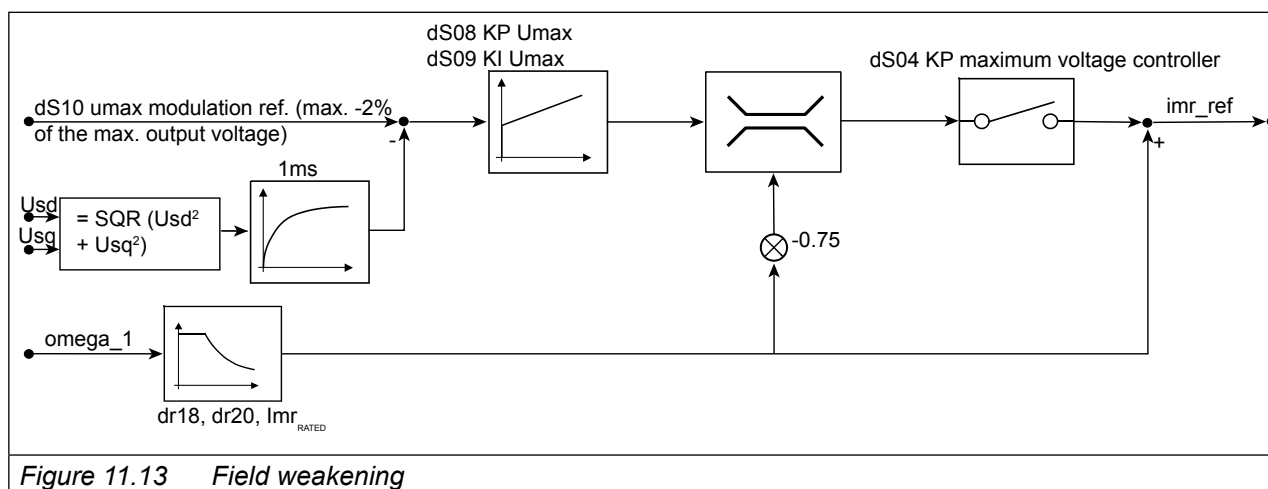 dS08 KP Umax
dS09 KI Umax
dS04 KP maximum voltage controller
dS10 umax modulation ref. (max. -2%
of the max. output voltage)
-
imr_ref
+
1ms
Usd
Usq
= SQR (Usd²
+ Usq²)
-0.75
omega_1
dr18, dr20, Imr RATED
Figure 11.13 Field weakening